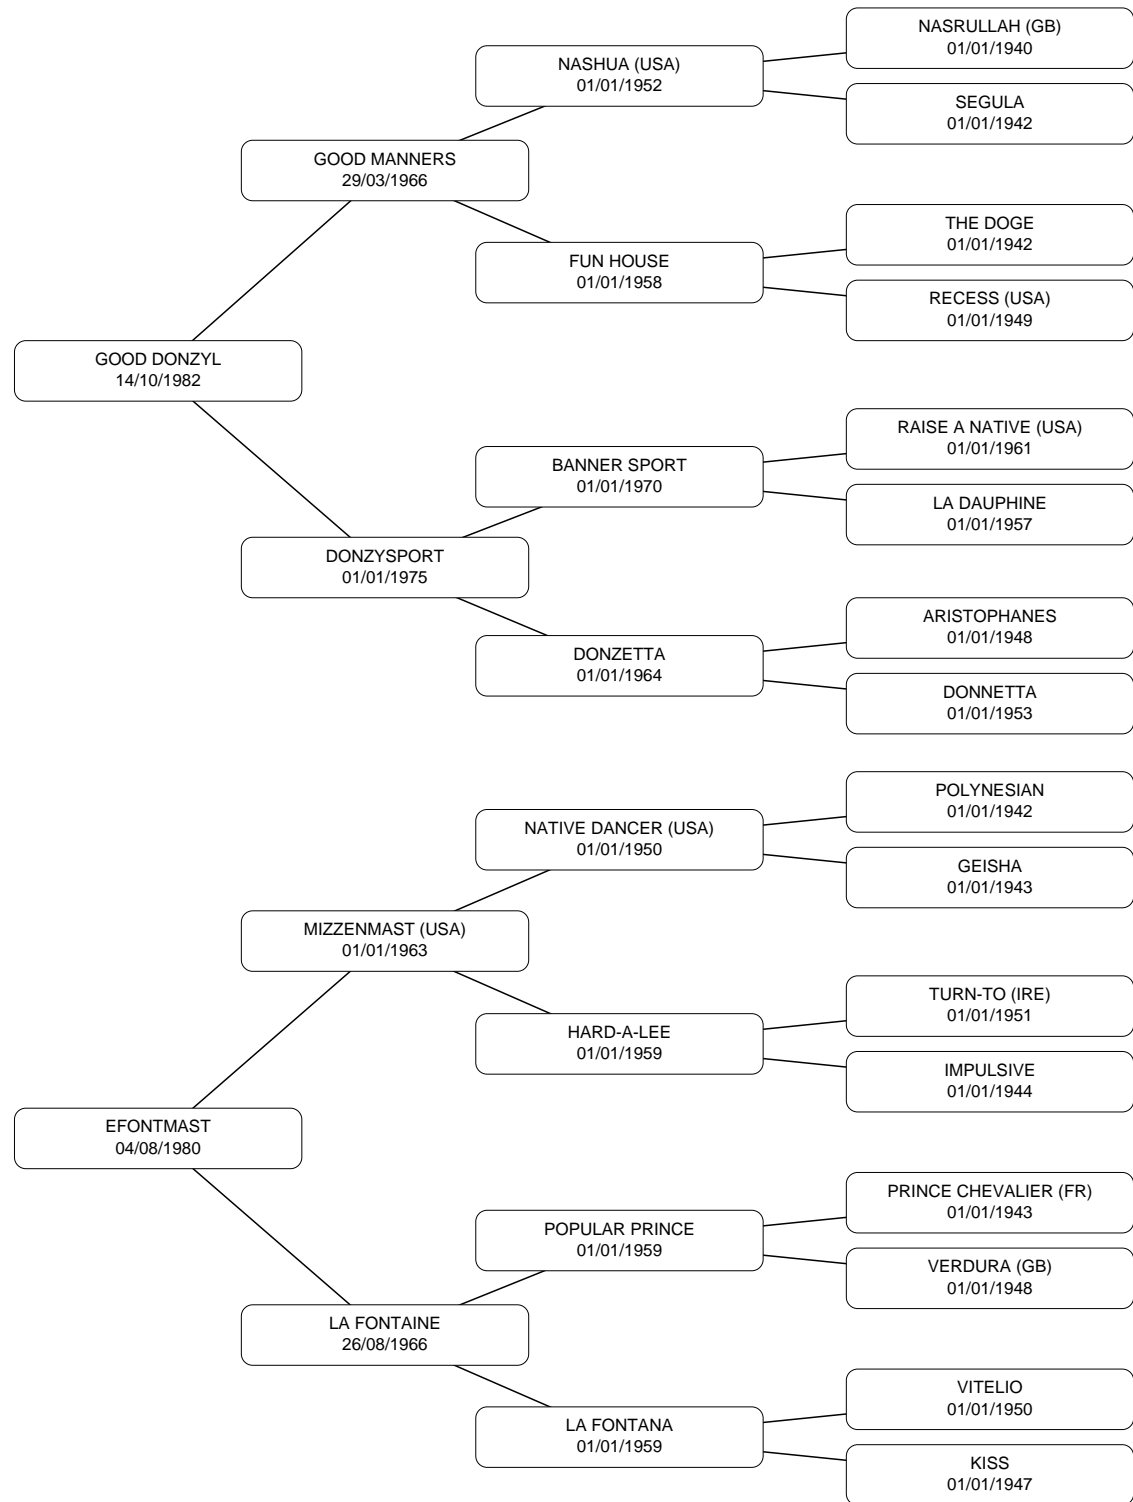 NASRULLAH (GB)
01/01/1940
NASHUA (USA)
01/01/1952
SEGULA
01/01/1942
GOOD MANNERS
29/03/1966
THE DOGE
01/01/1942
FUN HOUSE
01/01/1958
RECESS (USA)
01/01/1949
GOOD DONZYL
14/10/1982
RAISE A NATIVE (USA)
01/01/1961
BANNER SPORT
01/01/1970
LA DAUPHINE
01/01/1957
DONZYSPORT
01/01/1975
ARISTOPHANES
01/01/1948
DONZETTA
01/01/1964
DONNETTA
01/01/1953
POLYNESIAN
01/01/1942
NATIVE DANCER (USA)
01/01/1950
GEISHA
01/01/1943
MIZZENMAST (USA)
01/01/1963
TURN-TO (IRE)
01/01/1951
HARD-A-LEE
01/01/1959
IMPULSIVE
01/01/1944
EFONTMAST
04/08/1980
PRINCE CHEVALIER (FR)
01/01/1943
POPULAR PRINCE
01/01/1959
VERDURA (GB)
01/01/1948
LA FONTAINE
26/08/1966
VITELIO
01/01/1950
LA FONTANA
01/01/1959
KISS
01/01/1947